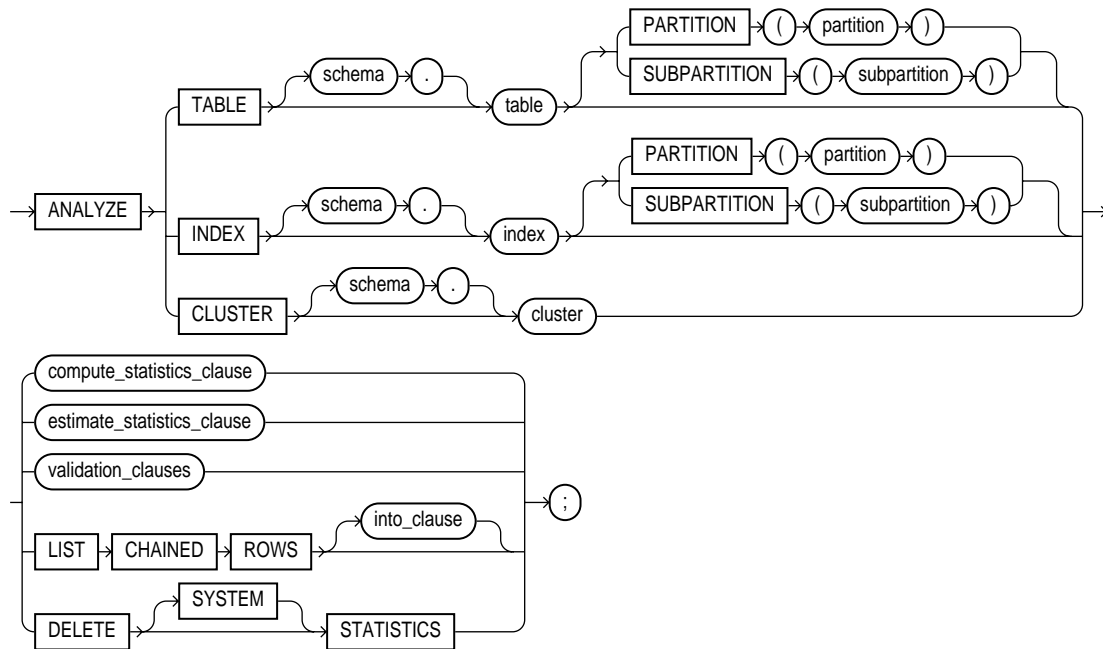 PARTITION ( partition )
schema . SUBPARTITION ( subpartition )
TABLE table
PARTITION ( partition )
ANALYZE schema . SUBPARTITION ( subpartition )
INDEX index
schema .
CLUSTER cluster
compute_statistics_clause
estimate_statistics_clause
validation_clauses
;
into_clause
LIST CHAINED ROWS
SYSTEM
DELETE STATISTICS